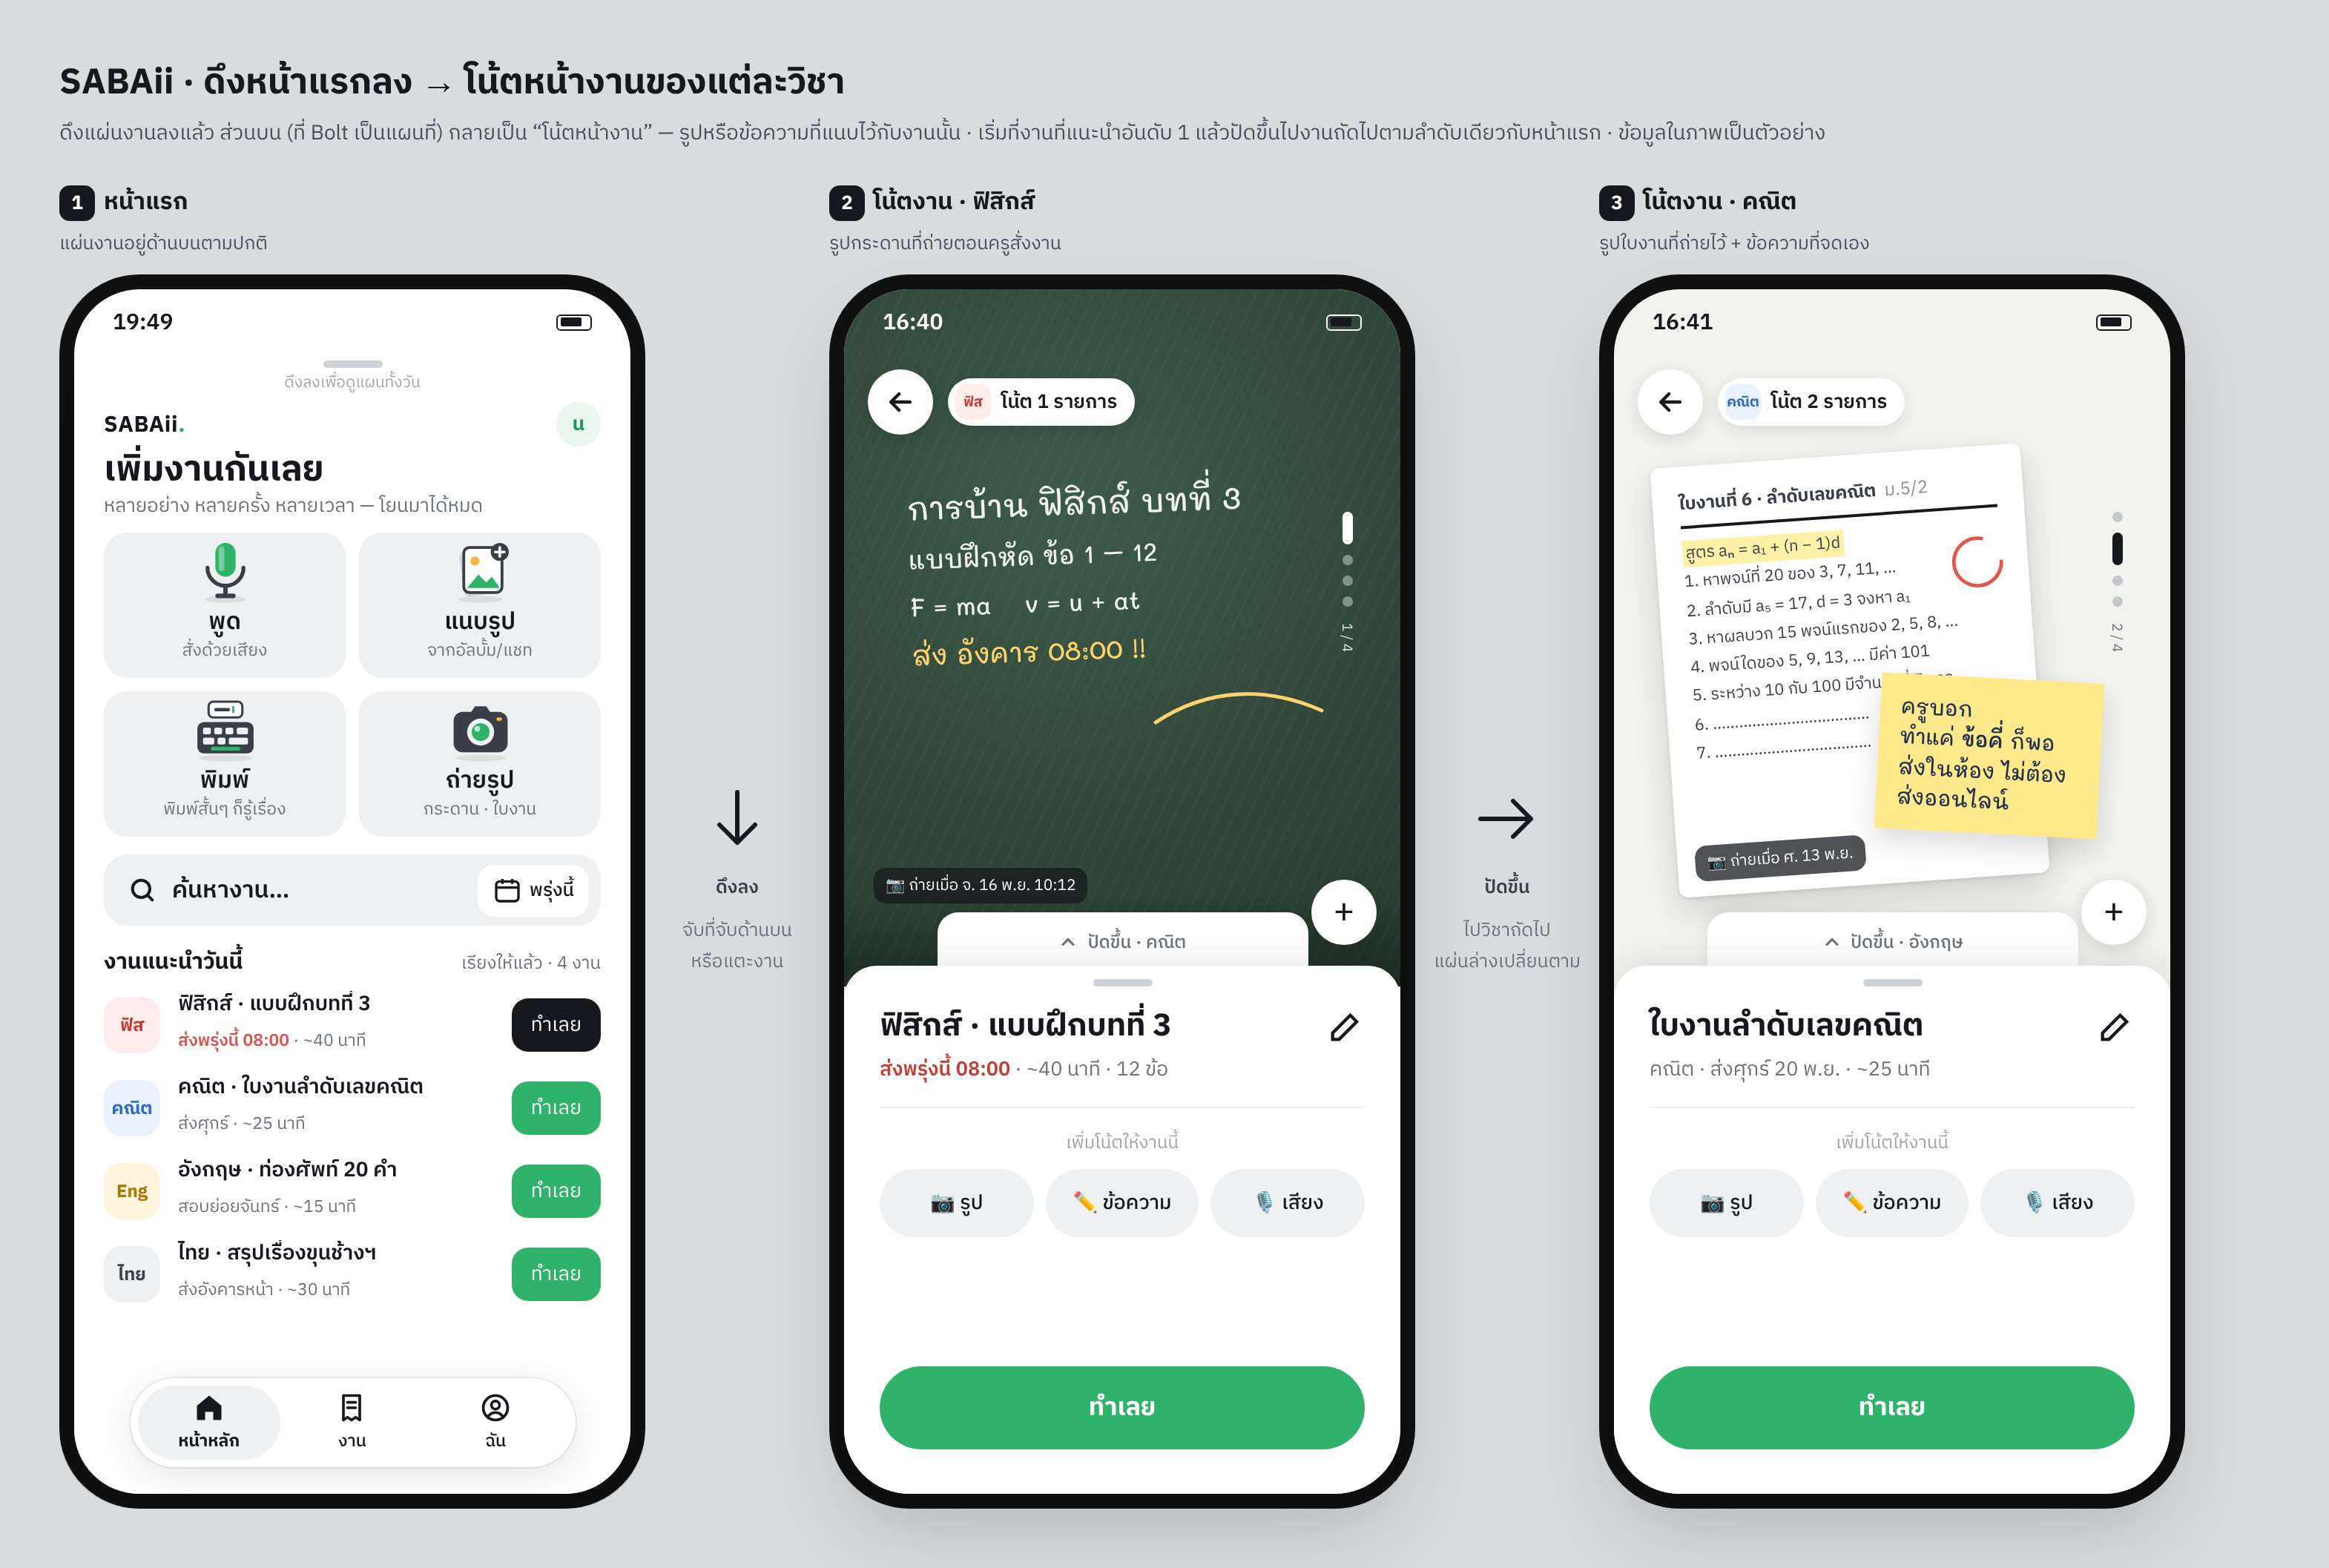 SABAii · ดึงหน้าแรกลง → โน้ตหน้างานของแต่ละวิชา
ดึงแผ่นงานลงแล้ว ส่วนบน (ที่ Bolt เป็นแผนที่) กลายเป็น “โน้ตหน้างาน” — รูปหรือข้อความที่แนบไว้กับงานนั้น · เริ่มที่งานที่แนะนำอันดับ 1 แล้วปัดขึ้นไปงานถัดไปตามลำดับเดียวกับหน้าแรก · ข้อมูลในภาพเป็นตัวอย่าง
1 หน้าแรก
แผ่นงานอยู่ด้านบนตามปกติ
19:49
ดึงลงเพื่อดูแผนทั้งวัน
SABAii.
น
เพิ่มงานกันเลย
หลายอย่าง หลายครั้ง หลายเวลา — โยนมาได้หมด
พูด
สั่งด้วยเสียง
แนบรูป
จากอัลบั้ม/แชท
พิมพ์
พิมพ์สั้นๆ ก็รู้เรื่อง
ถ่ายรูป
กระดาน · ใบงาน
ค้นหางาน...
พรุ่งนี้
งานแนะนำวันนี้
เรียงให้แล้ว · 4 งาน
ฟิส
ฟิสิกส์ · แบบฝึกบทที่ 3
ส่งพรุ่งนี้ 08:00 · ~40 นาที
ทำเลย
คณิต
คณิต · ใบงานลำดับเลขคณิต
ส่งศุกร์ · ~25 นาที
ทำเลย
Eng
อังกฤษ · ท่องศัพท์ 20 คำ
สอบย่อยจันทร์ · ~15 นาที
ทำเลย
ไทย
ไทย · สรุปเรื่องขุนช้างฯ
ส่งอังคารหน้า · ~30 นาที
ทำเลย
หน้าหลัก
งาน
ฉัน
↓
ดึงลง
จับที่จับด้านบน
หรือแตะงาน
2 โน้ตงาน · ฟิสิกส์
รูปกระดานที่ถ่ายตอนครูสั่งงาน
16:40
ฟิส
โน้ต 1 รายการ
การบ้าน ฟิสิกส์ บทที่ 3
แบบฝึกหัด ข้อ 1 — 12
F = ma v = u + at
ส่ง อังคาร 08:00 !!
1 / 4
📷 ถ่ายเมื่อ จ. 16 พ.ย. 10:12
+
ปัดขึ้น · คณิต
ฟิสิกส์ · แบบฝึกบทที่ 3
ส่งพรุ่งนี้ 08:00 · ~40 นาที · 12 ข้อ
เพิ่มโน้ตให้งานนี้
📷 รูป
✏️ ข้อความ
🎙️ เสียง
ทำเลย
→
ปัดขึ้น
ไปวิชาถัดไป
แผ่นล่างเปลี่ยนตาม
3 โน้ตงาน · คณิต
รูปใบงานที่ถ่ายไว้ + ข้อความที่จดเอง
16:41
คณิต
โน้ต 2 รายการ
ใบงานที่ 6 · ลำดับเลขคณิต ม.5/2
สูตร aₙ = a₁ + (n − 1)d
1. หาพจน์ที่ 20 ของ 3, 7, 11, ...
2. ลำดับมี a₅ = 17, d = 3 จงหา a₁
3. หาผลบวก 15 พจน์แรกของ 2, 5, 8, ...
4. พจน์ใดของ 5, 9, 13, ... มีค่า 101
5. ระหว่าง 10 กับ 100 มีจำน
6. ....................................
7. ....................................
ครูบอก
ทำแค่ ข้อคี่ ก็พอ
ส่งในห้อง ไม่ต้อง
ส่งออนไลน์
2 / 4
📷 ถ่ายเมื่อ ศ. 13 พ.ย.
+
ปัดขึ้น · อังกฤษ
ใบงานลำดับเลขคณิต
คณิต · ส่งศุกร์ 20 พ.ย. · ~25 นาที
เพิ่มโน้ตให้งานนี้
📷 รูป
✏️ ข้อความ
🎙️ เสียง
ทำเลย